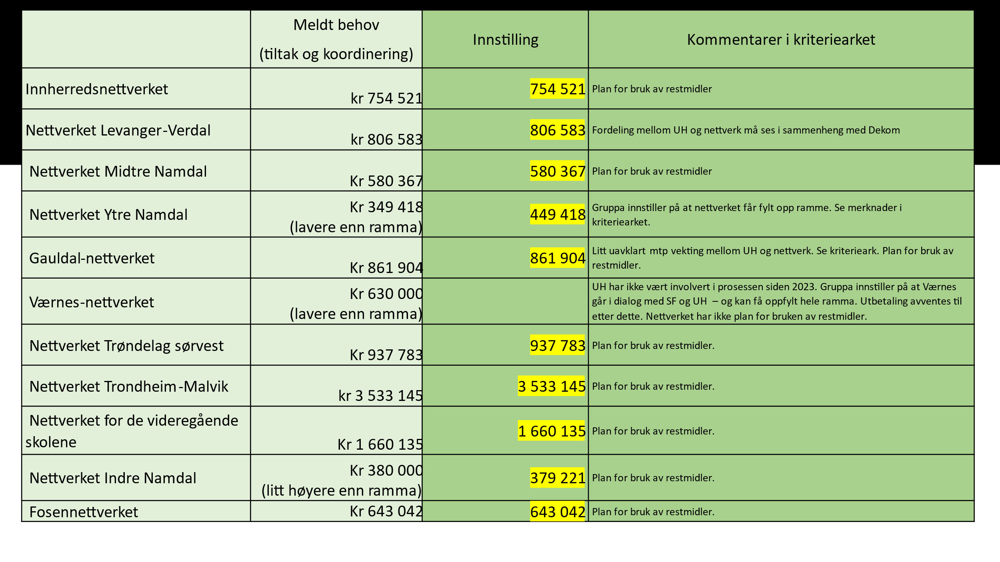 Meldt behov
(tiltak og koordinering)
Innstilling
Kommentarer i kriteriearket
Innherredsnettverket
kr 754 521
754 521
Plan for bruk av restmidler
Nettverket Levanger-Verdal
kr 806 583
806 583
Fordeling mellom UH og nettverk må ses i sammenheng med Dekom
Nettverket Midtre Namdal
Kr 580 367
580 367
Plan for bruk av restmidler
Nettverket Ytre Namdal
Kr 349 418
(lavere enn ramma)
449 418
Gruppa innstiller på at nettverket får fylt opp ramme. Se merknader i
kriteriearket.
Gauldal-nettverket
Kr 861 904
861 904
Litt uavklart mtp vekting mellom UH og nettverk. Se kriterieark. Plan for bruk av
restmidler.
Værnes-nettverket
Kr 630 000
(lavere enn ramma)
UH har ikke vært involvert i prosessen siden 2023. Gruppa innstiller på at Værnes
går i dialog med SF og UH – og kan få oppfylt hele ramma. Utbetaling avventes til
etter dette. Nettverket har ikke plan for bruken av restmidler.
Nettverket Trøndelag sørvest
Kr 937 783
937 783
Plan for bruk av restmidler.
Nettverket Trondheim-Malvik
kr 3 533 145
3 533 145
Plan for bruk av restmidler.
Nettverket for de videregående
skolene
Kr 1 660 135
1 660 135
Plan for bruk av restmidler.
Nettverket Indre Namdal
Kr 380 000
(litt høyere enn ramma)
379 221
Plan for bruk av restmidler.
Fosennettverket
Kr 643 042
643 042
Plan for bruk av restmidler.